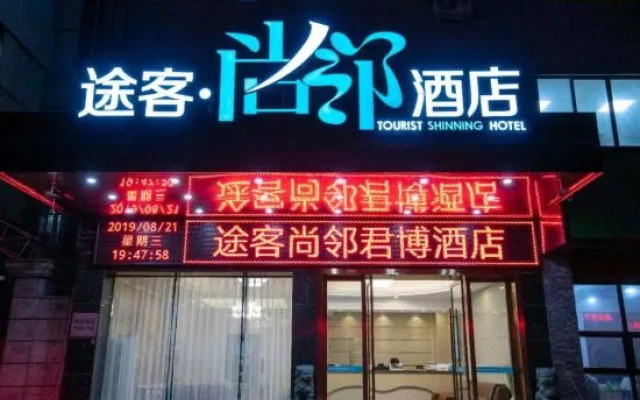 途客·尚邻酒店
TOURIST SHINNING HOTEL
2019/08/21
星期三
19:47:58
途客尚邻君博酒店